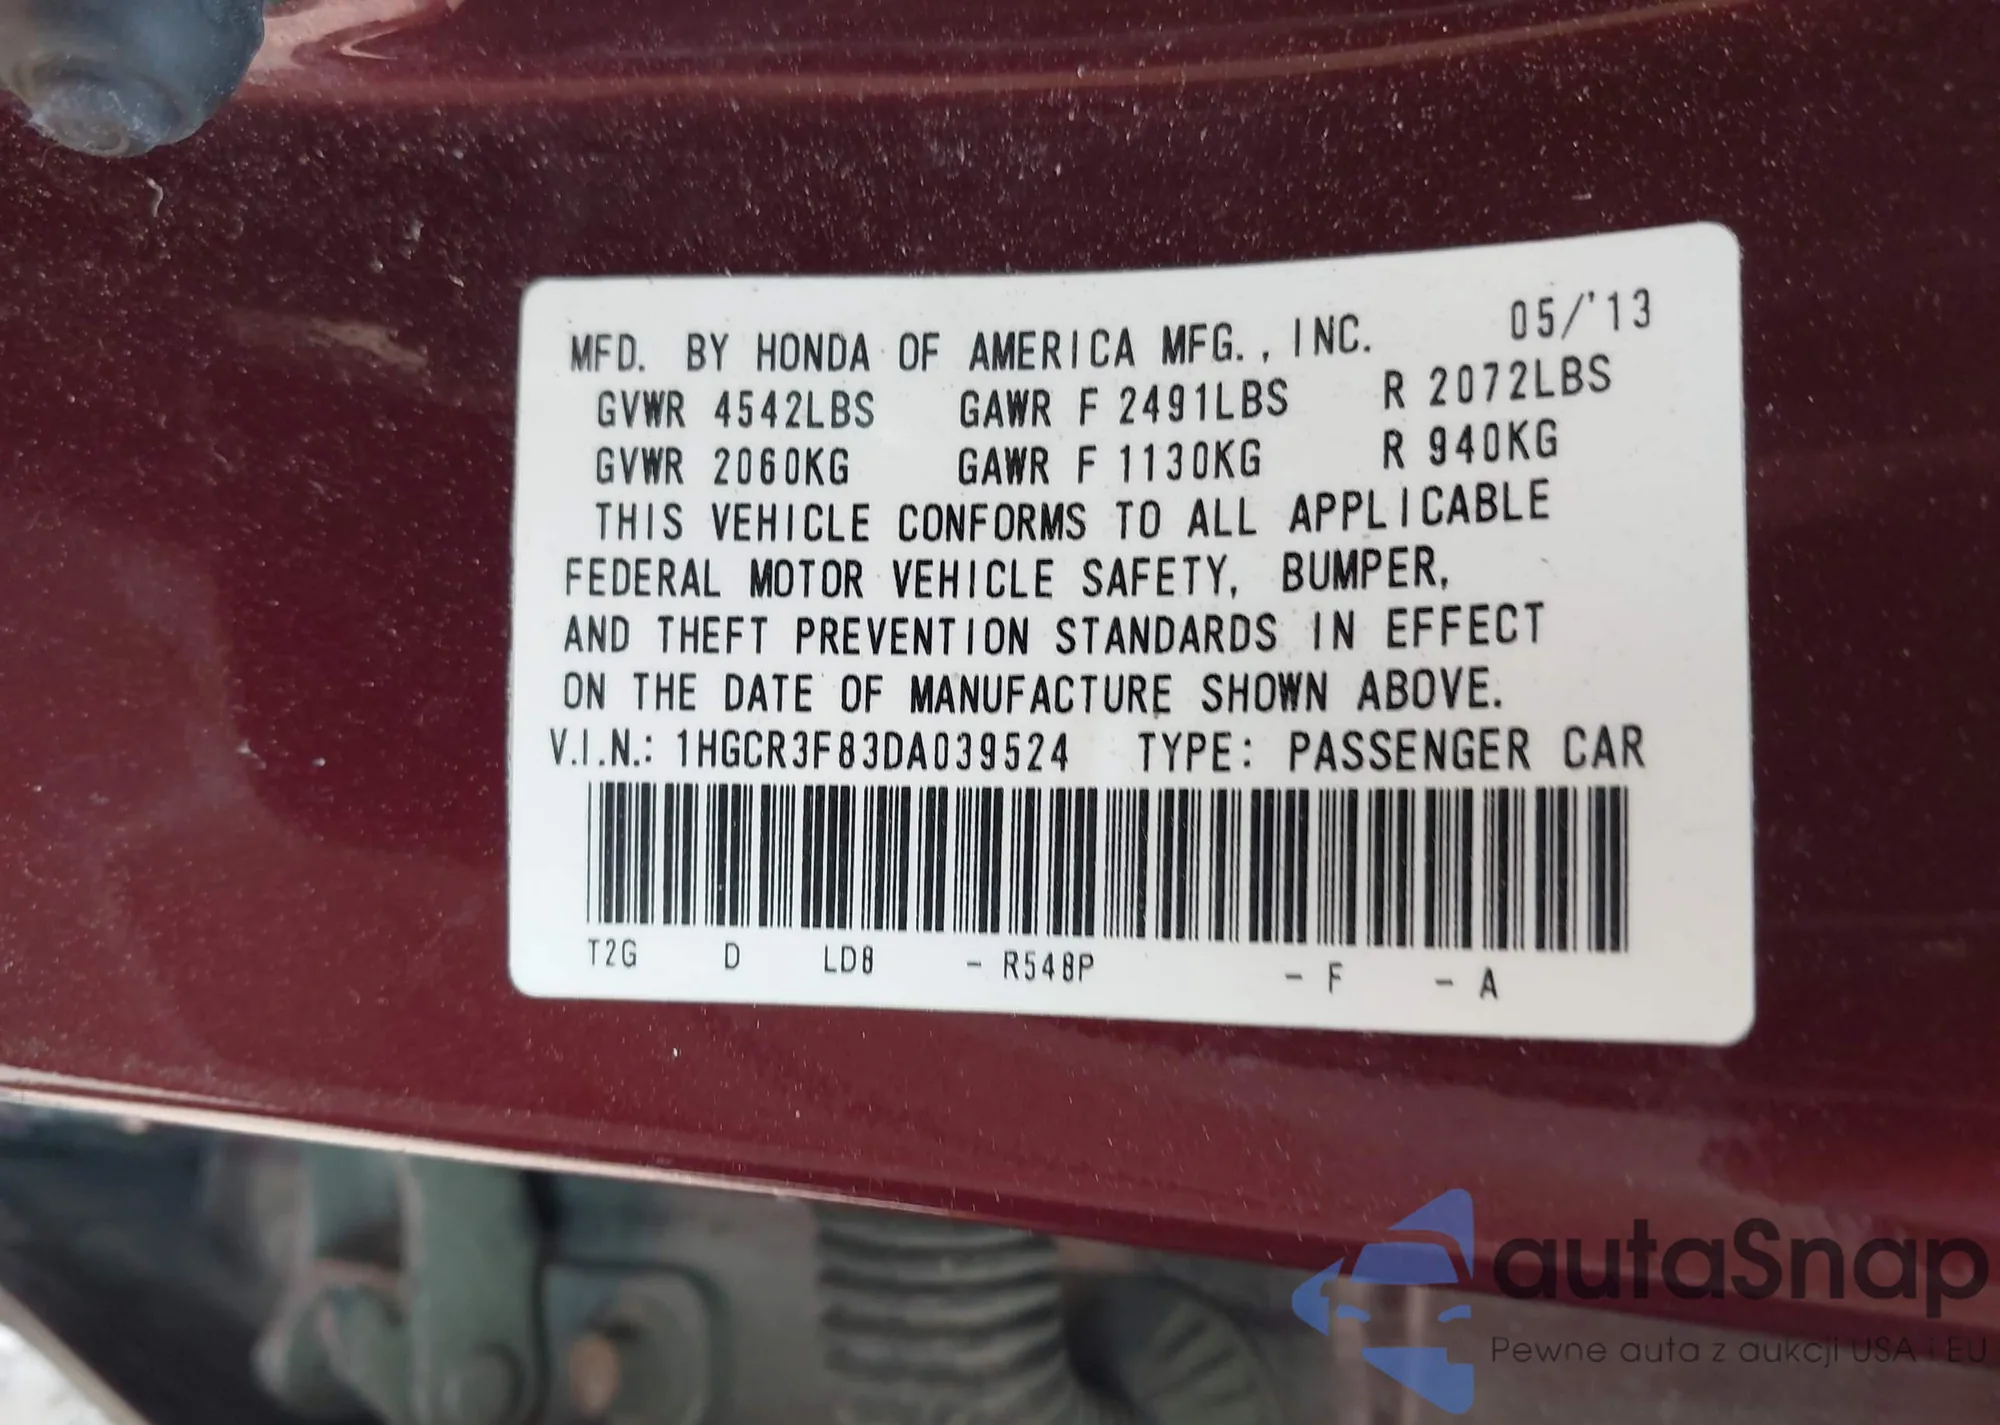 MFD. BY HONDA OF AMERICA MFG., INC. 05/'13
GVWR 4542LBS GAWR F 2491LBS R 2072LBS
GVWR 2060KG GAWR F 1130KG R 940KG
THIS VEHICLE CONFORMS TO ALL APPLICABLE
FEDERAL MOTOR VEHICLE SAFETY, BUMPER,
AND THEFT PREVENTION STANDARDS IN EFFECT
ON THE DATE OF MANUFACTURE SHOWN ABOVE.
V.I.N.: 1HGCR3F83DA039524 TYPE: PASSENGER CAR
T2G D LD8 - R548P - F - A
autaSnap
Pewne auta z aukcji USA i EU